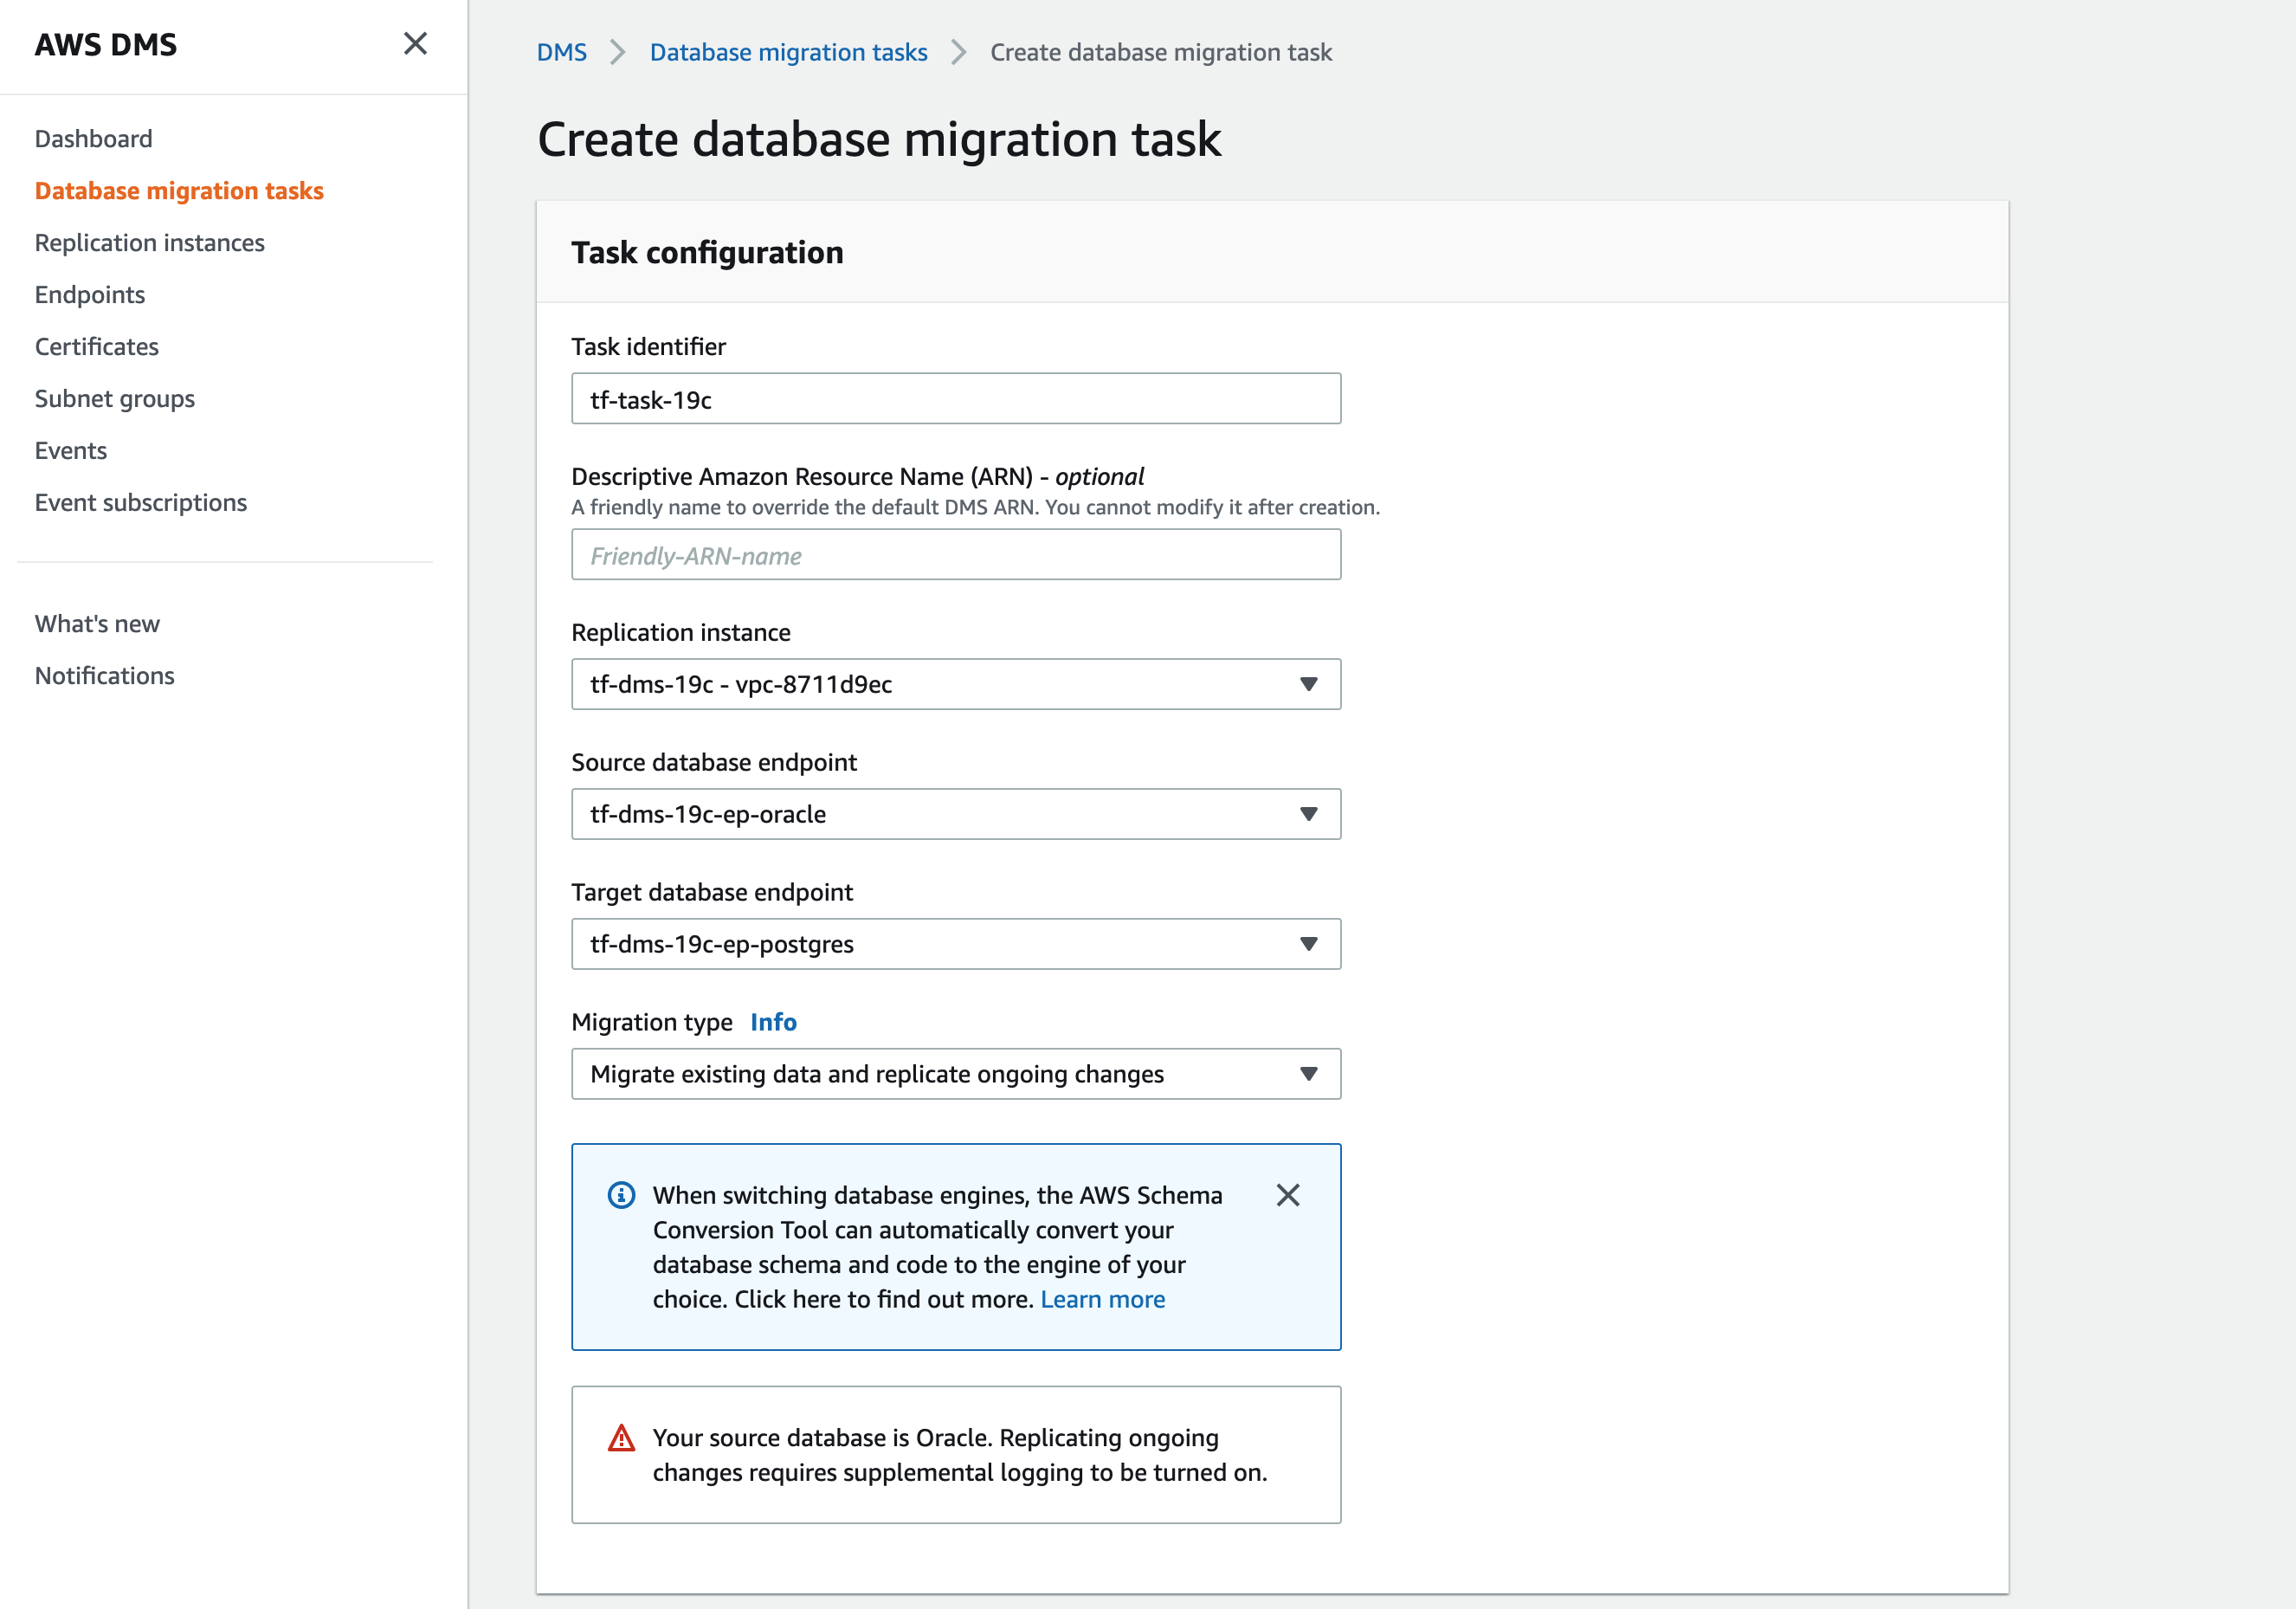 AWS DMS
Dashboard
Database migration tasks
Replication instances
Endpoints
Certificates
Subnet groups
Events
Event subscriptions
What's new
Notifications
DMS
Database migration tasks
Create database migration task
Create database migration task
Task configuration
Task identifier
tf-task-19c
Descriptive Amazon Resource Name (ARN) - optional
A friendly name to override the default DMS ARN. You cannot modify it after creation.
Friendly-ARN-name
Replication instance
tf-dms-19c - vpc-8711d9ec
Source database endpoint
tf-dms-19c-ep-oracle
Target database endpoint
tf-dms-19c-ep-postgres
Migration type Info
Migrate existing data and replicate ongoing changes
When switching database engines, the AWS Schema
Conversion Tool can automatically convert your
database schema and code to the engine of your
choice. Click here to find out more. Learn more
Your source database is Oracle. Replicating ongoing
changes requires supplemental logging to be turned on.